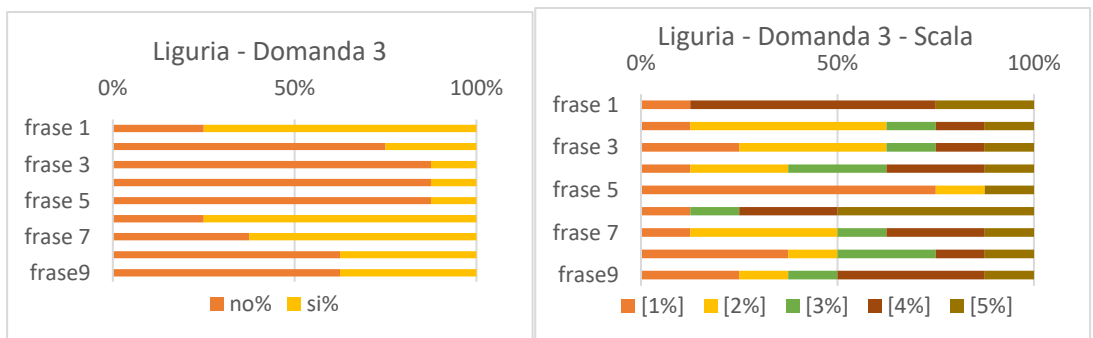 Liguria - Domanda 3
0% 50% 100%
frase 1
frase 3
frase 5
frase 7
frase9
no% si%
Liguria - Domanda 3 - Scala
0% 50% 100%
frase 1
frase 3
frase 5
frase 7
frase9
[1%] [2%] [3%] [4%] [5%]